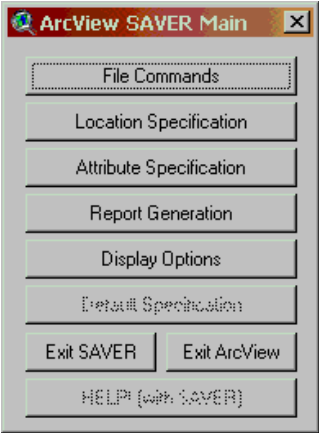 ArcView SAVER Main
File Commands
Location Specification
Attribute Specification
Report Generation
Display Options
Default Specification
Exit SAVER Exit ArcView
HELP! (with SAVER)